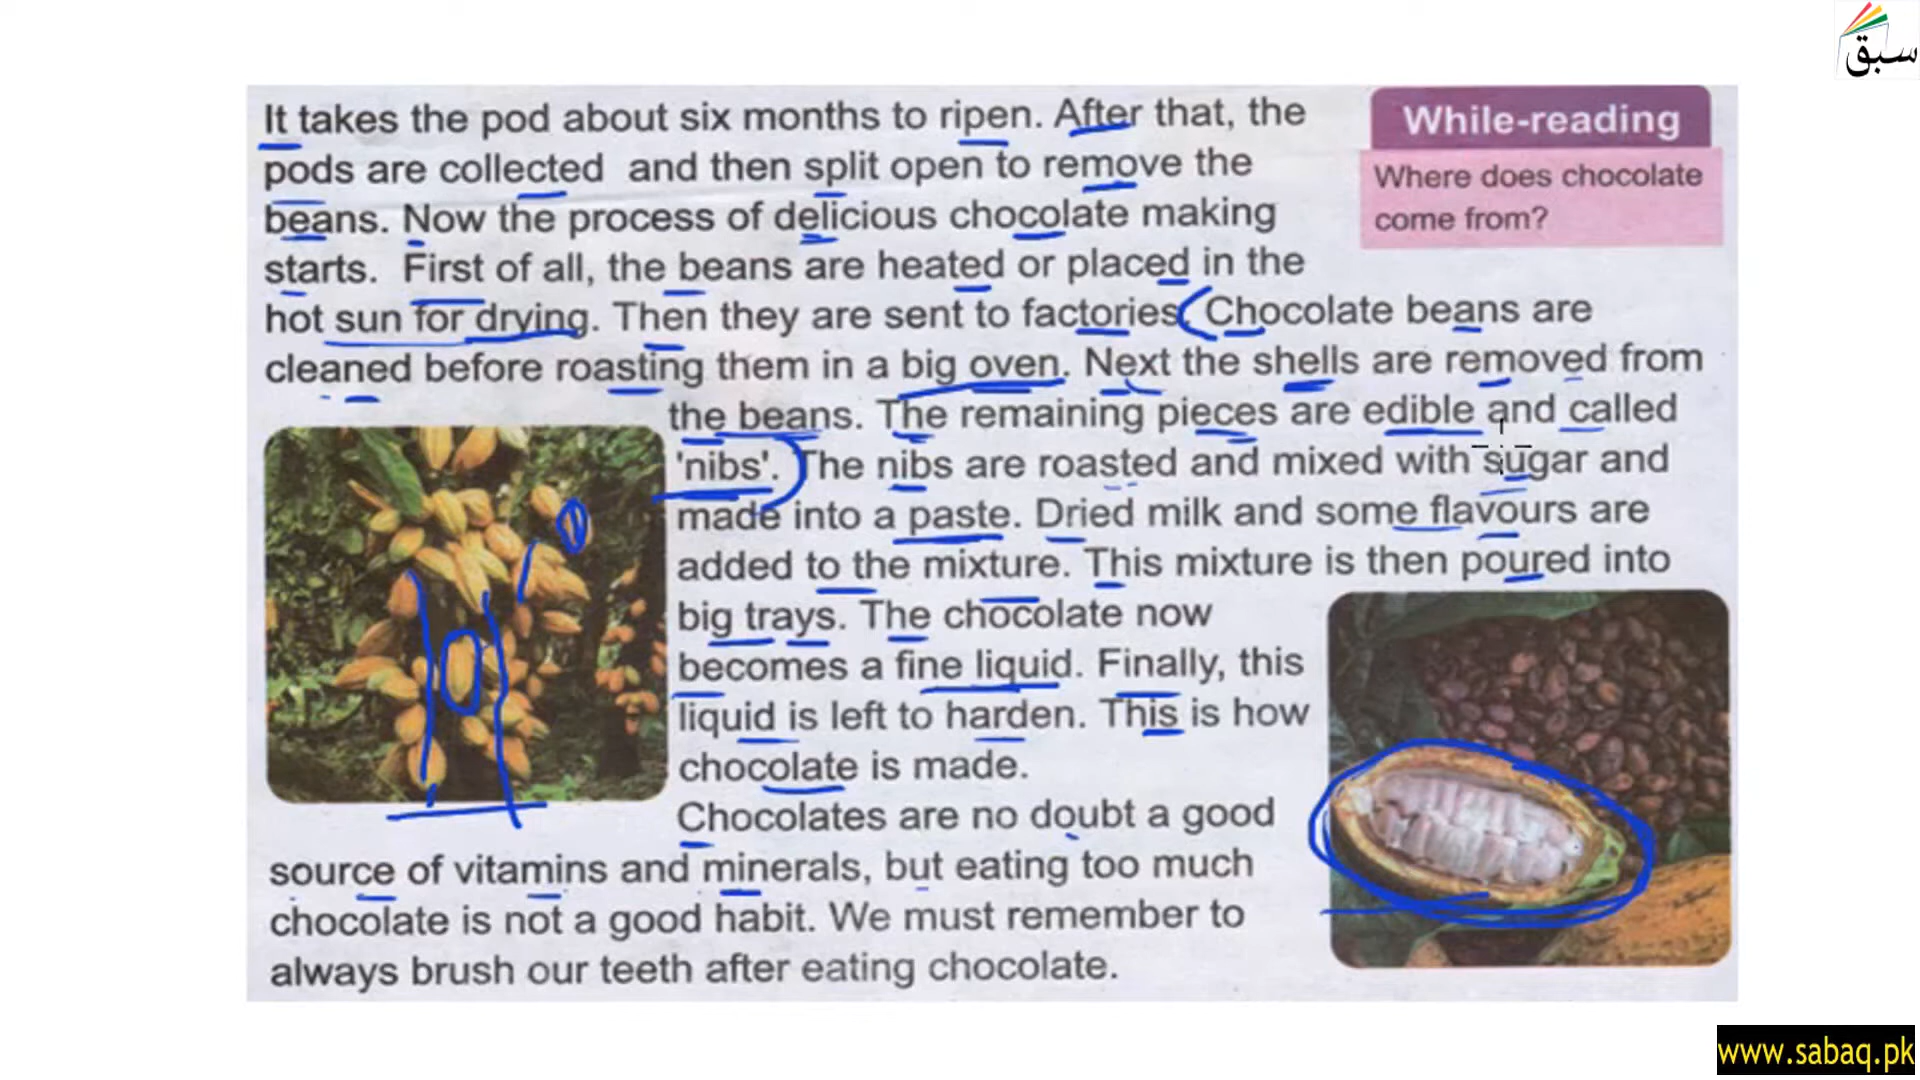 سبق
It takes the pod about six months to ripen. After that, the
pods are collected and then split open to remove the
beans. Now the process of delicious chocolate making
starts. First of all, the beans are heated or placed in the
hot sun for drying. Then they are sent to factories. Chocolate beans are
cleaned before roasting them in a big oven. Next the shells are removed from
the beans. The remaining pieces are edible and called
'nibs'. The nibs are roasted and mixed with sugar and
made into a paste. Dried milk and some flavours are
added to the mixture. This mixture is then poured into
big trays. The chocolate now
becomes a fine liquid. Finally, this
liquid is left to harden. This is how
chocolate is made.
Chocolates are no doubt a good
source of vitamins and minerals, but eating too much
chocolate is not a good habit. We must remember to
always brush our teeth after eating chocolate.
While-reading
Where does chocolate
come from?
www.sabaq.pk